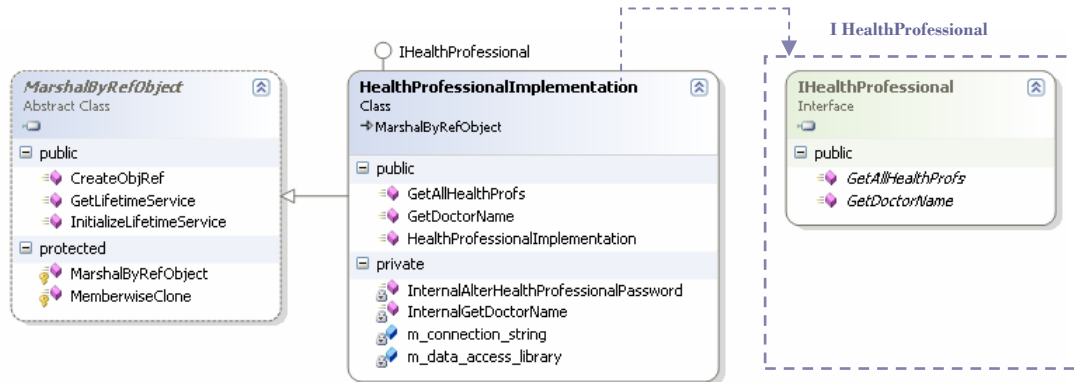 I HealthProfessional
IHealthProfessional
MarshalByRefObject
Abstract Class
public
CreateObjRef
GetLifetimeService
InitializeLifetimeService
protected
MarshalByRefObject
MemberwiseClone
HealthProfessionalImplementation
Class
MarshalByRefObject
public
GetAllHealthProfs
GetDoctorName
HealthProfessionalImplementation
private
InternalAlterHealthProfessionalPassword
InternalGetDoctorName
m_connection_string
m_data_access_library
IHealthProfessional
Interface
public
GetAllHealthProfs
GetDoctorName